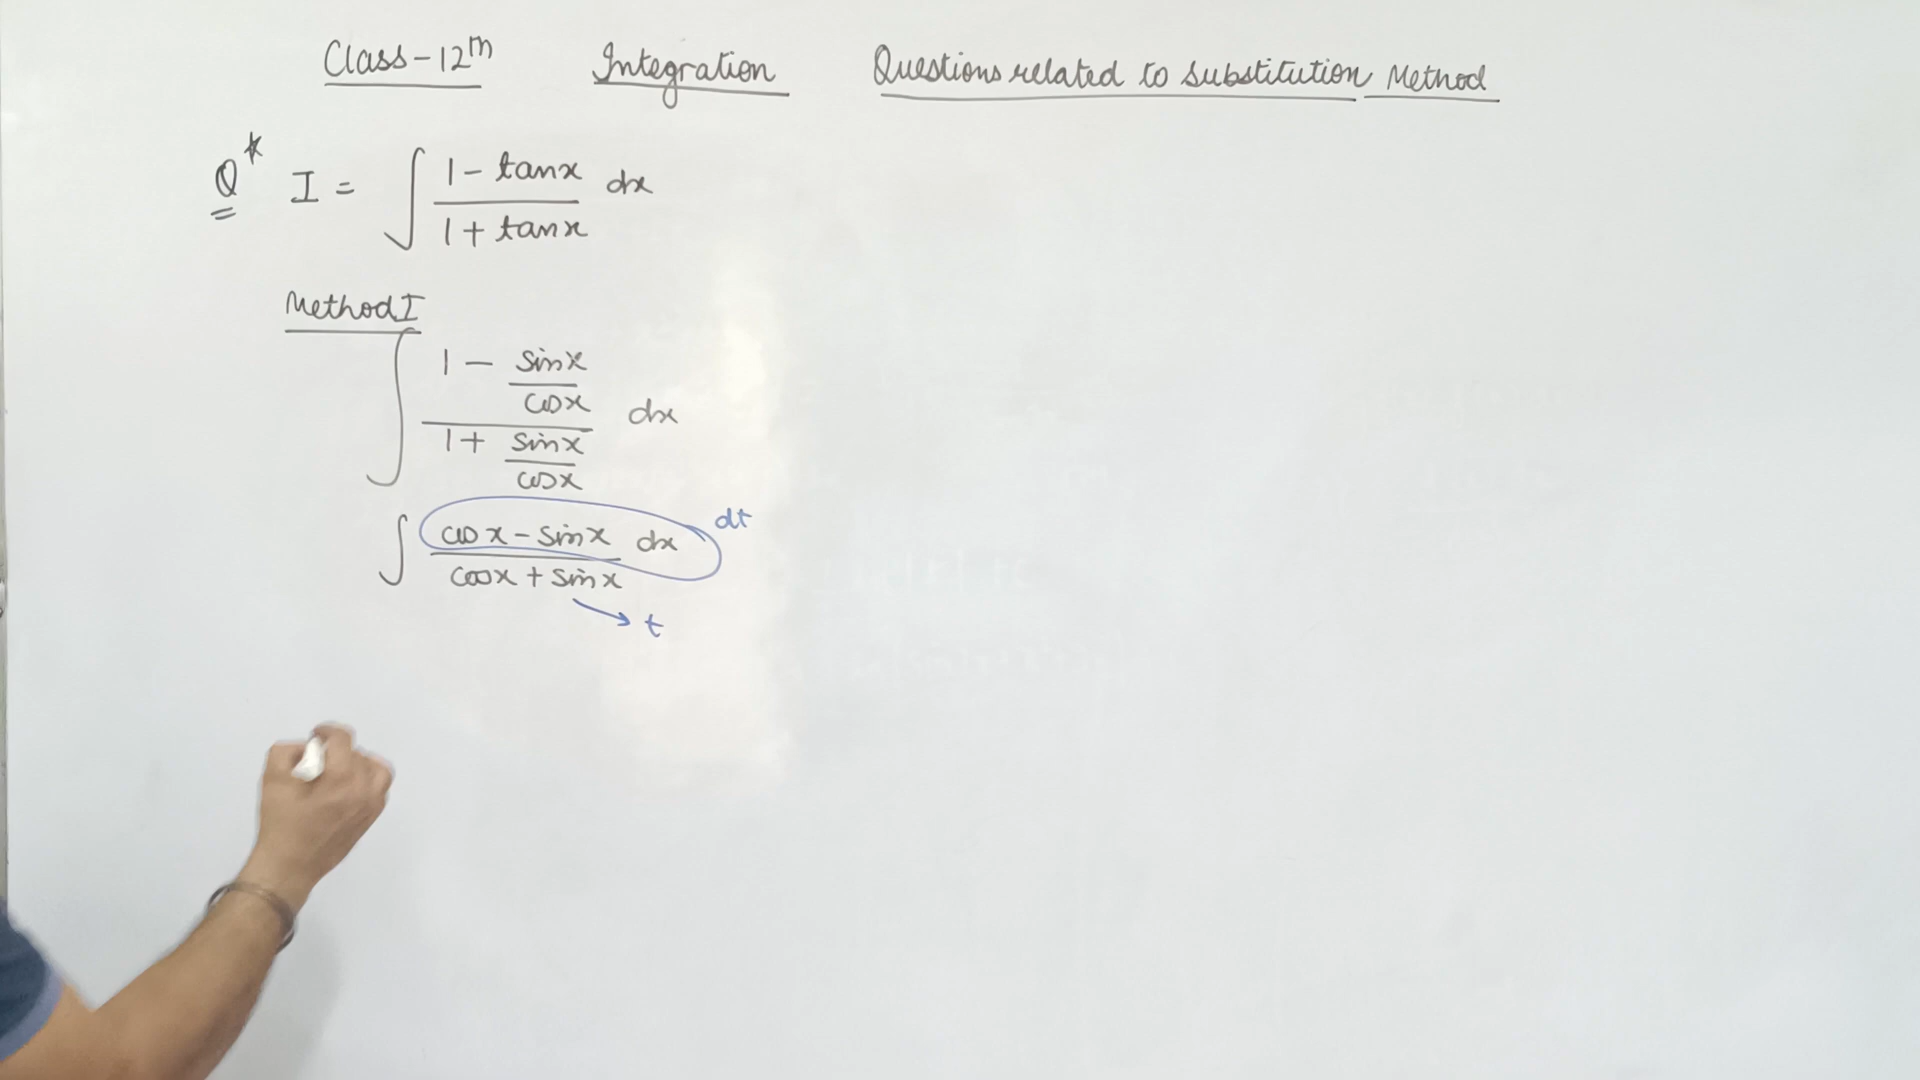 Class-12th Integration Questions related to substitution Method
Q* I = ∫ (1 - tanx)/(1 + tanx) dx
Method I
∫ (1 - sinx/cosx)/(1 + sinx/cosx) dx
∫ (cosx - sinx dx)/(cosx + sinx) dt
→ t